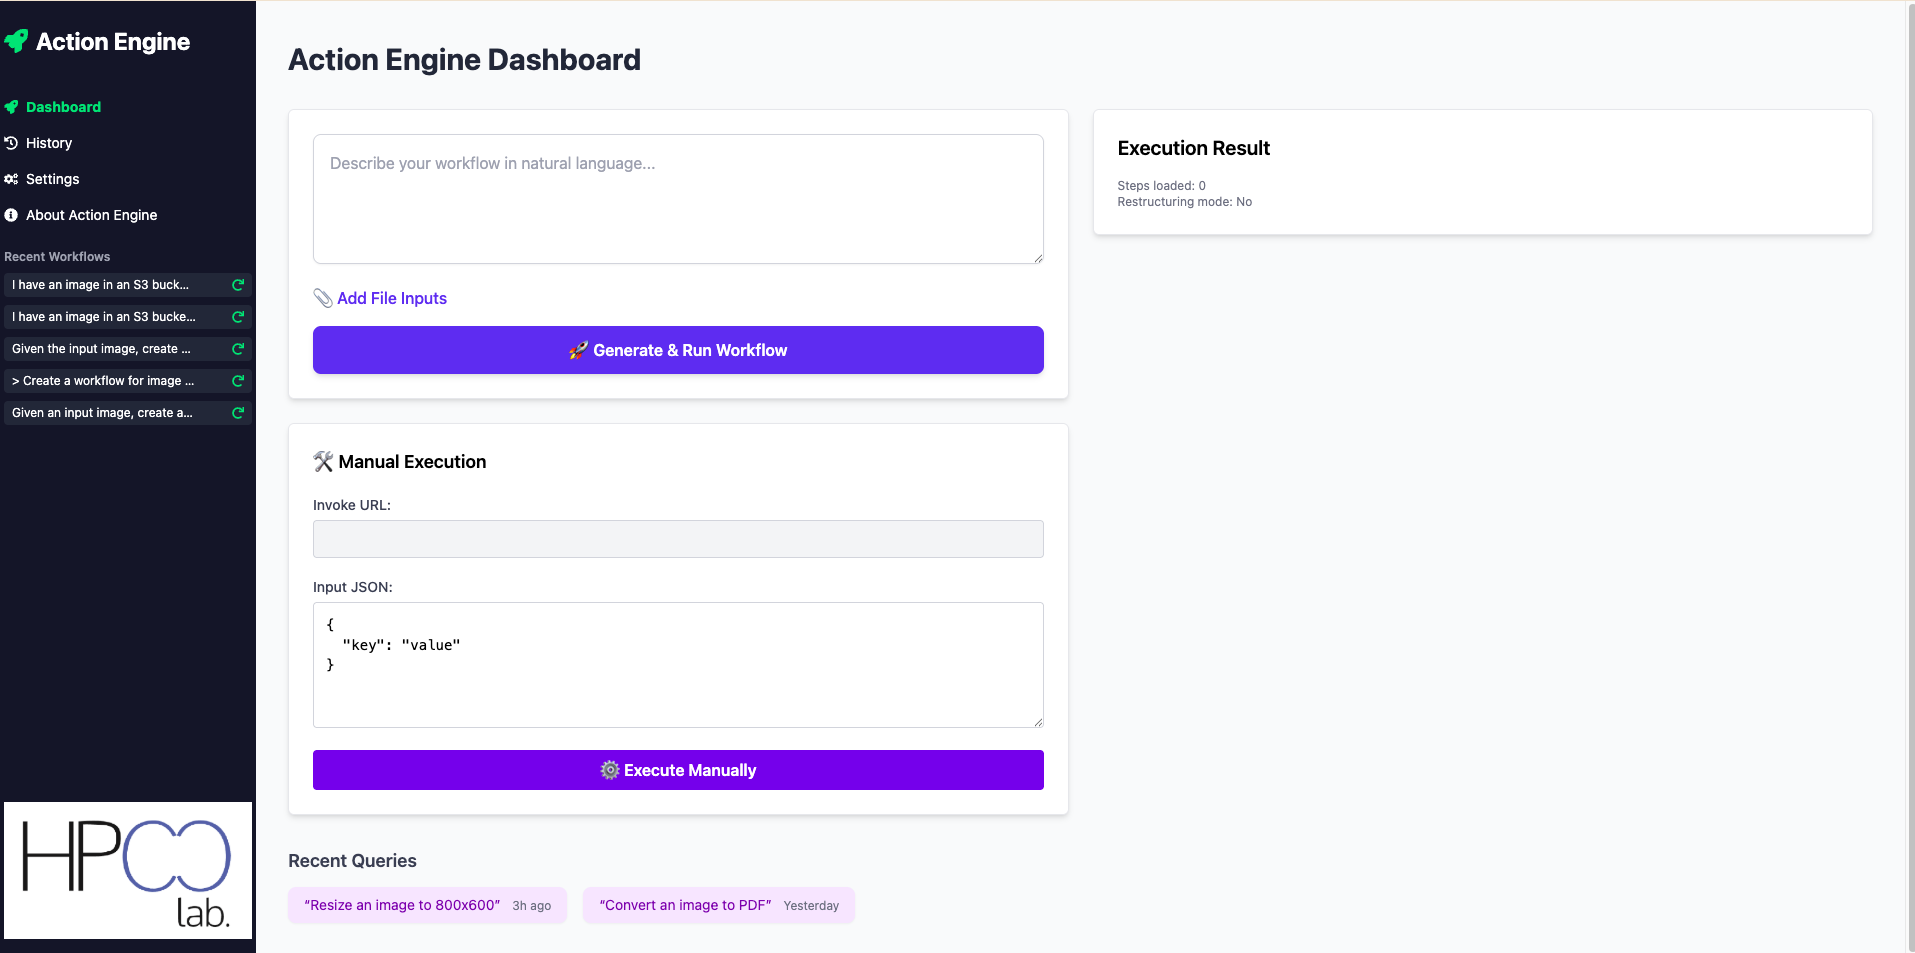 Action Engine
Dashboard
History
Settings
About Action Engine
Recent Workflows
I have an image in an S3 buck...
I have an image in an S3 bucke...
Given the input image, create ...
> Create a workflow for image ...
Given an input image, create a...
HPCC
lab.
Action Engine Dashboard
Describe your workflow in natural language...
Add File Inputs
Generate & Run Workflow
Manual Execution
Invoke URL:
Input JSON:
{
"key": "value"
}
Execute Manually
Recent Queries
“Resize an image to 800x600” 3h ago
“Convert an image to PDF” Yesterday
Execution Result
Steps loaded: 0
Restructuring mode: No